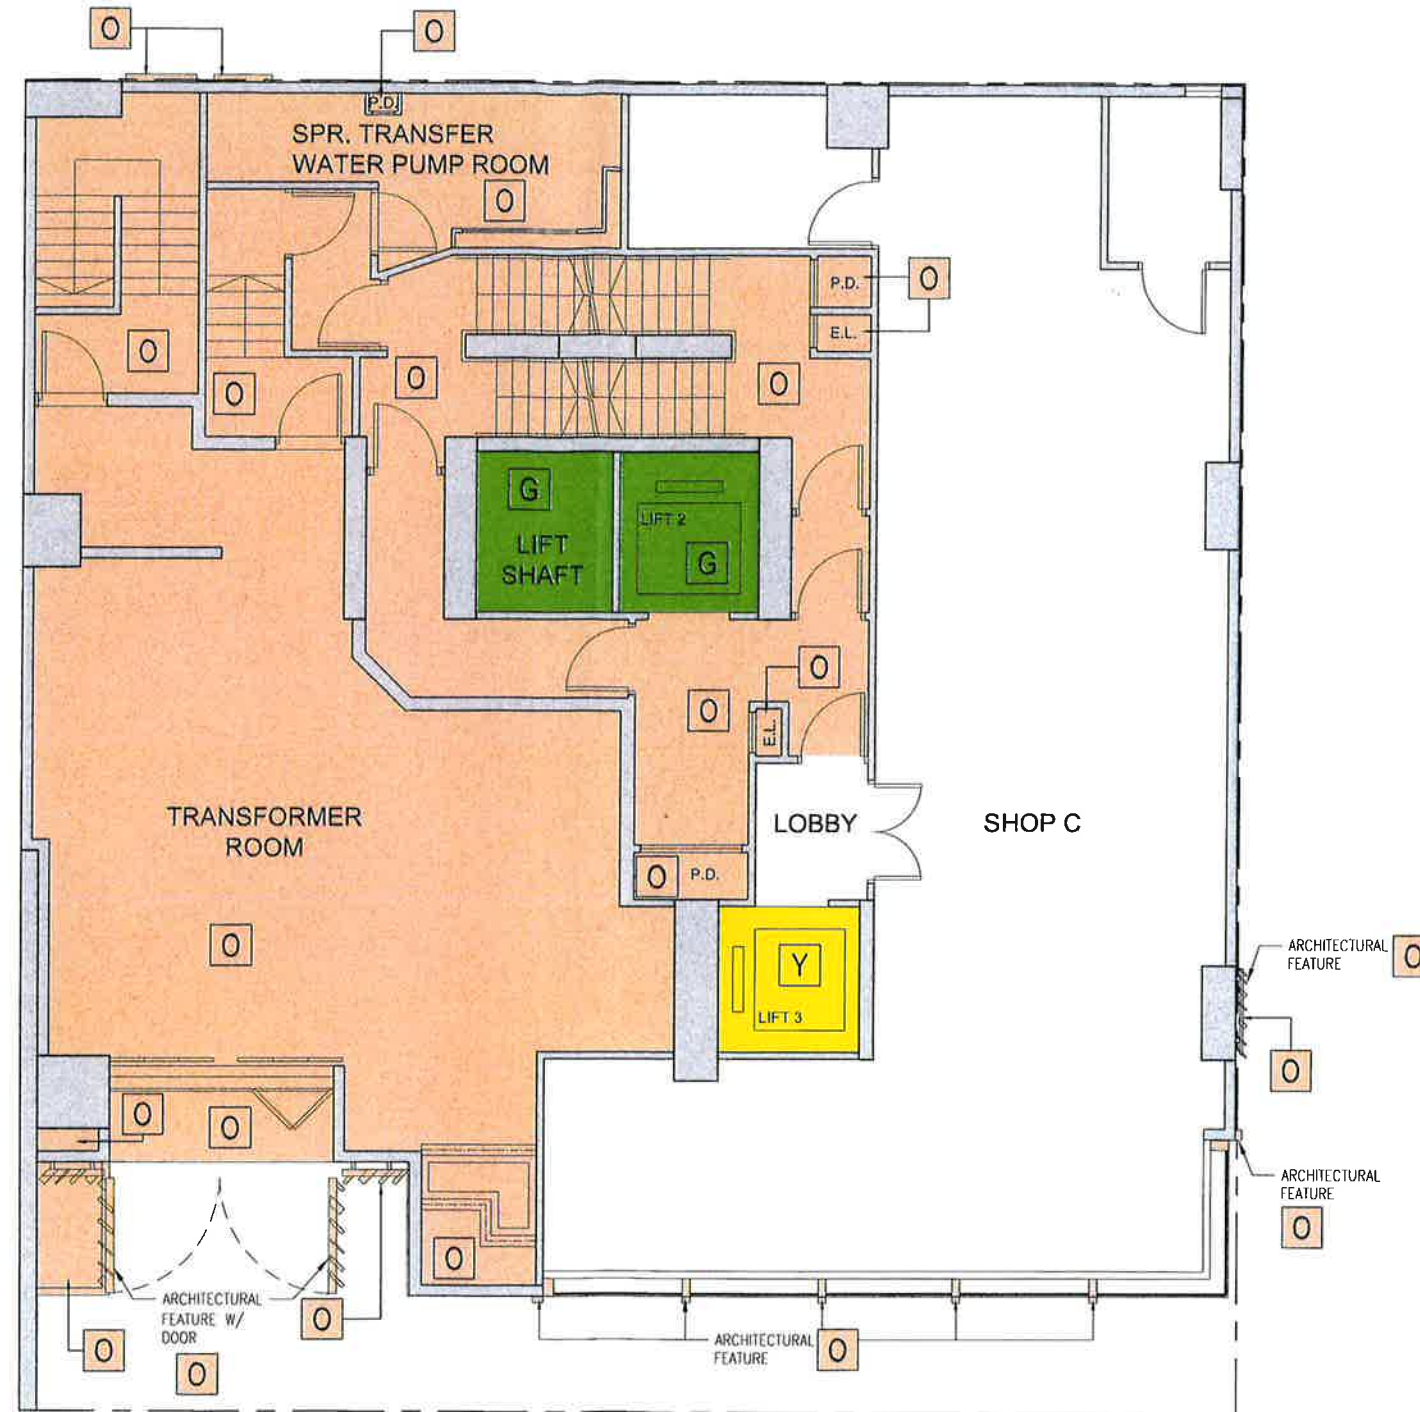 O
O
P.D.
SPR. TRANSFER
WATER PUMP ROOM
O
P.D.
O
E.L.
O
O
O
O
G
LIFT
SHAFT
LIFT 2
G
O
O
E.L.
TRANSFORMER
ROOM
LOBBY
SHOP C
O
P.D.
O
Y
LIFT 3
ARCHITECTURAL
FEATURE
O
O
O
O
ARCHITECTURAL
FEATURE
O
O
ARCHITECTURAL
FEATURE W/
DOOR
O
O
O
ARCHITECTURAL
FEATURE
O